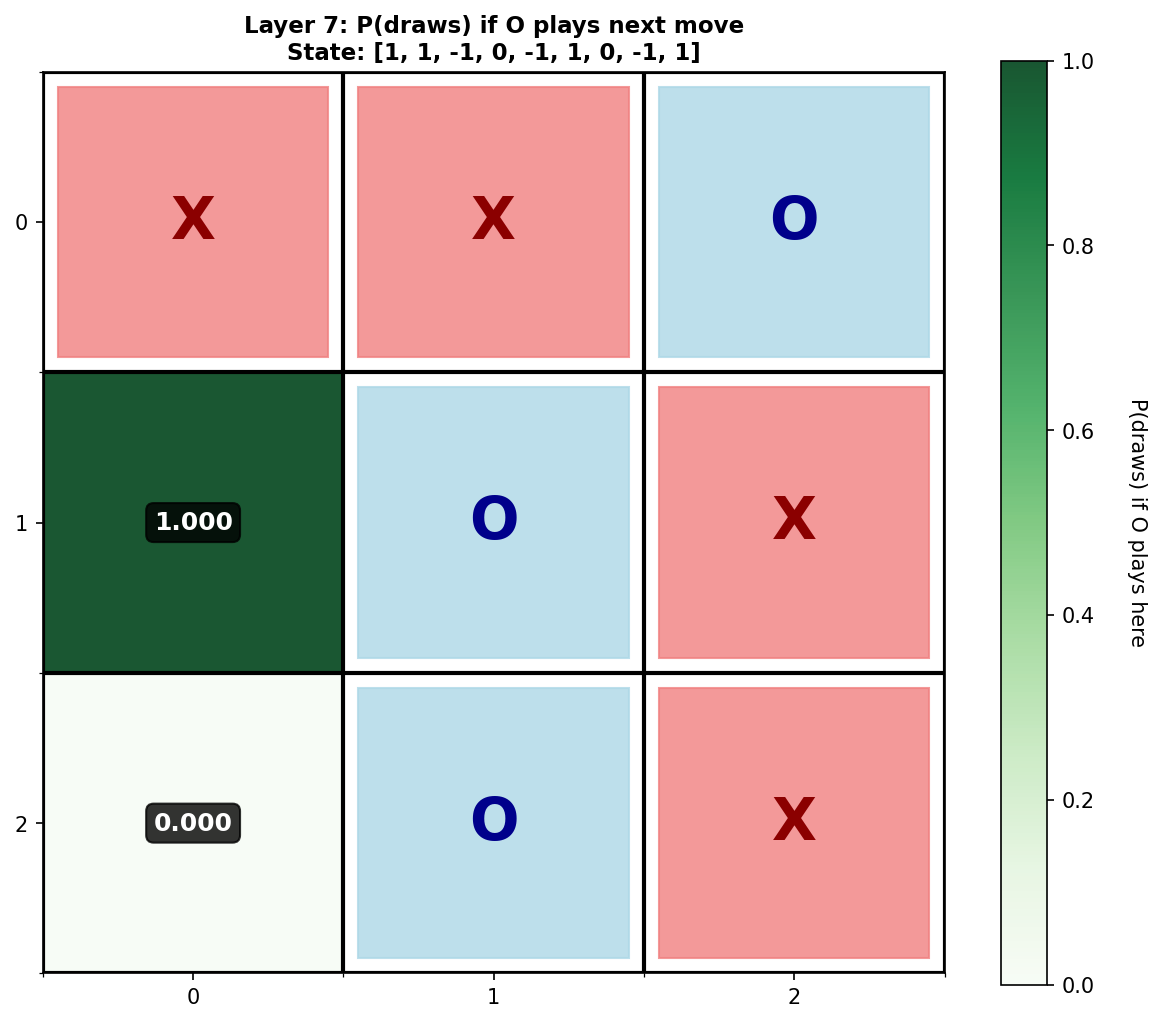 Layer 7: P(draws) if O plays next move
State: [1, 1, -1, 0, -1, 1, 0, -1, 1]
X X O
1.000 O X
0.000 O X
0
1
2
0 1 2
1.0
0.8
0.6
0.4
0.2
0.0
P(draws) if O plays here